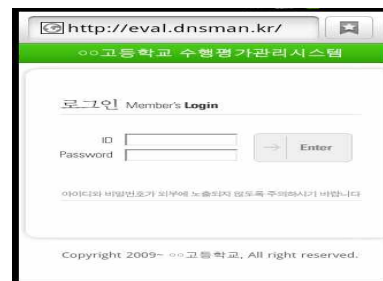 http://eval.dnsman.kr/
○○고등학교 수행평가관리시스템
로그인 Member's Login
ID
Password
Enter
아이디와 비밀번호가 외부에 노출되지 않도록 주의하시기 바랍니다
Copyright 2009~ ○○고등학교, All right reserved.